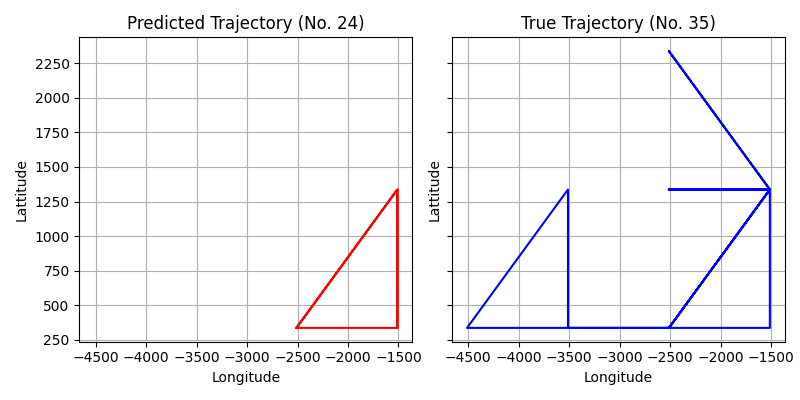 Predicted Trajectory (No. 24)
True Trajectory (No. 35)
Lattitude
2250
2000
1750
1500
1250
1000
750
500
250
−4500 −4000 −3500 −3000 −2500 −2000 −1500
Longitude
Lattitude
−4500 −4000 −3500 −3000 −2500 −2000 −1500
Longitude